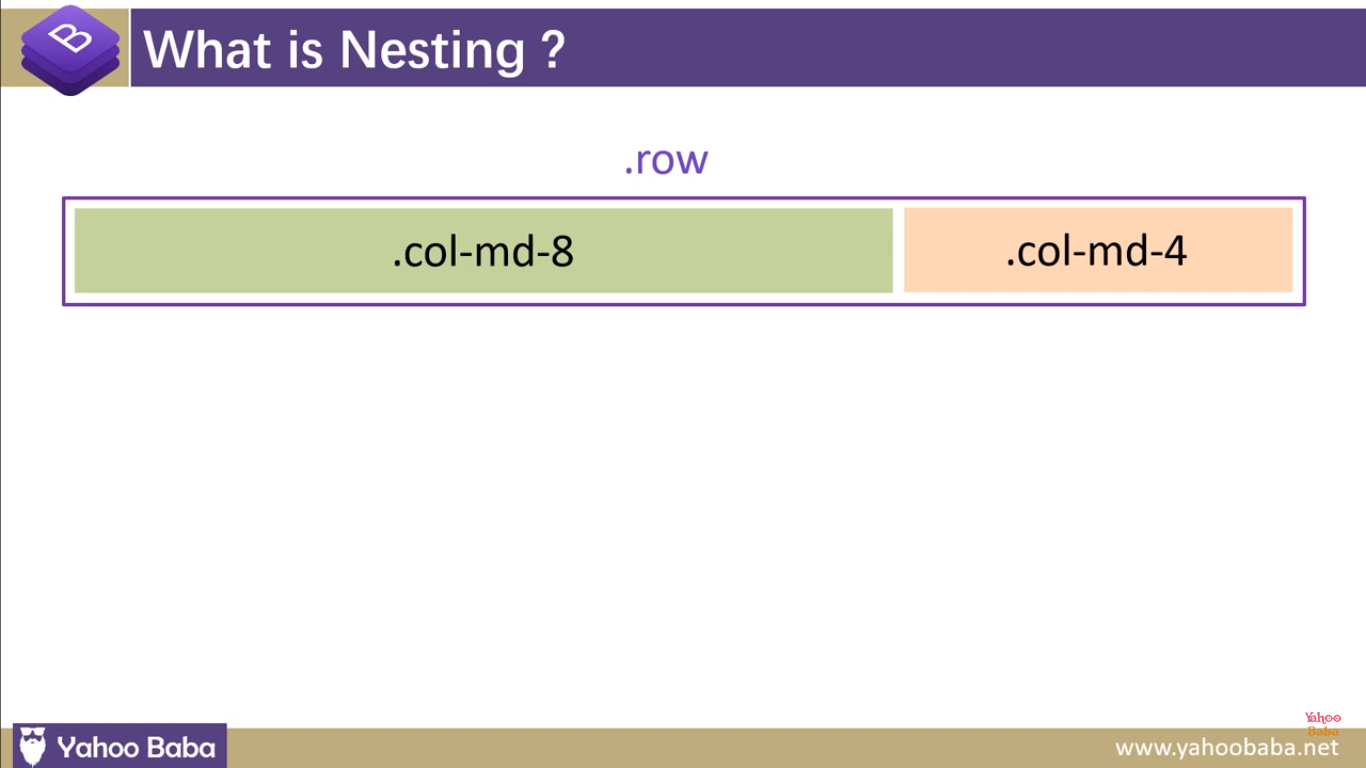 B
What is Nesting ?
.row
.col-md-8
.col-md-4
Yahoo
Baba
Yahoo Baba
www.yahoobaba.net